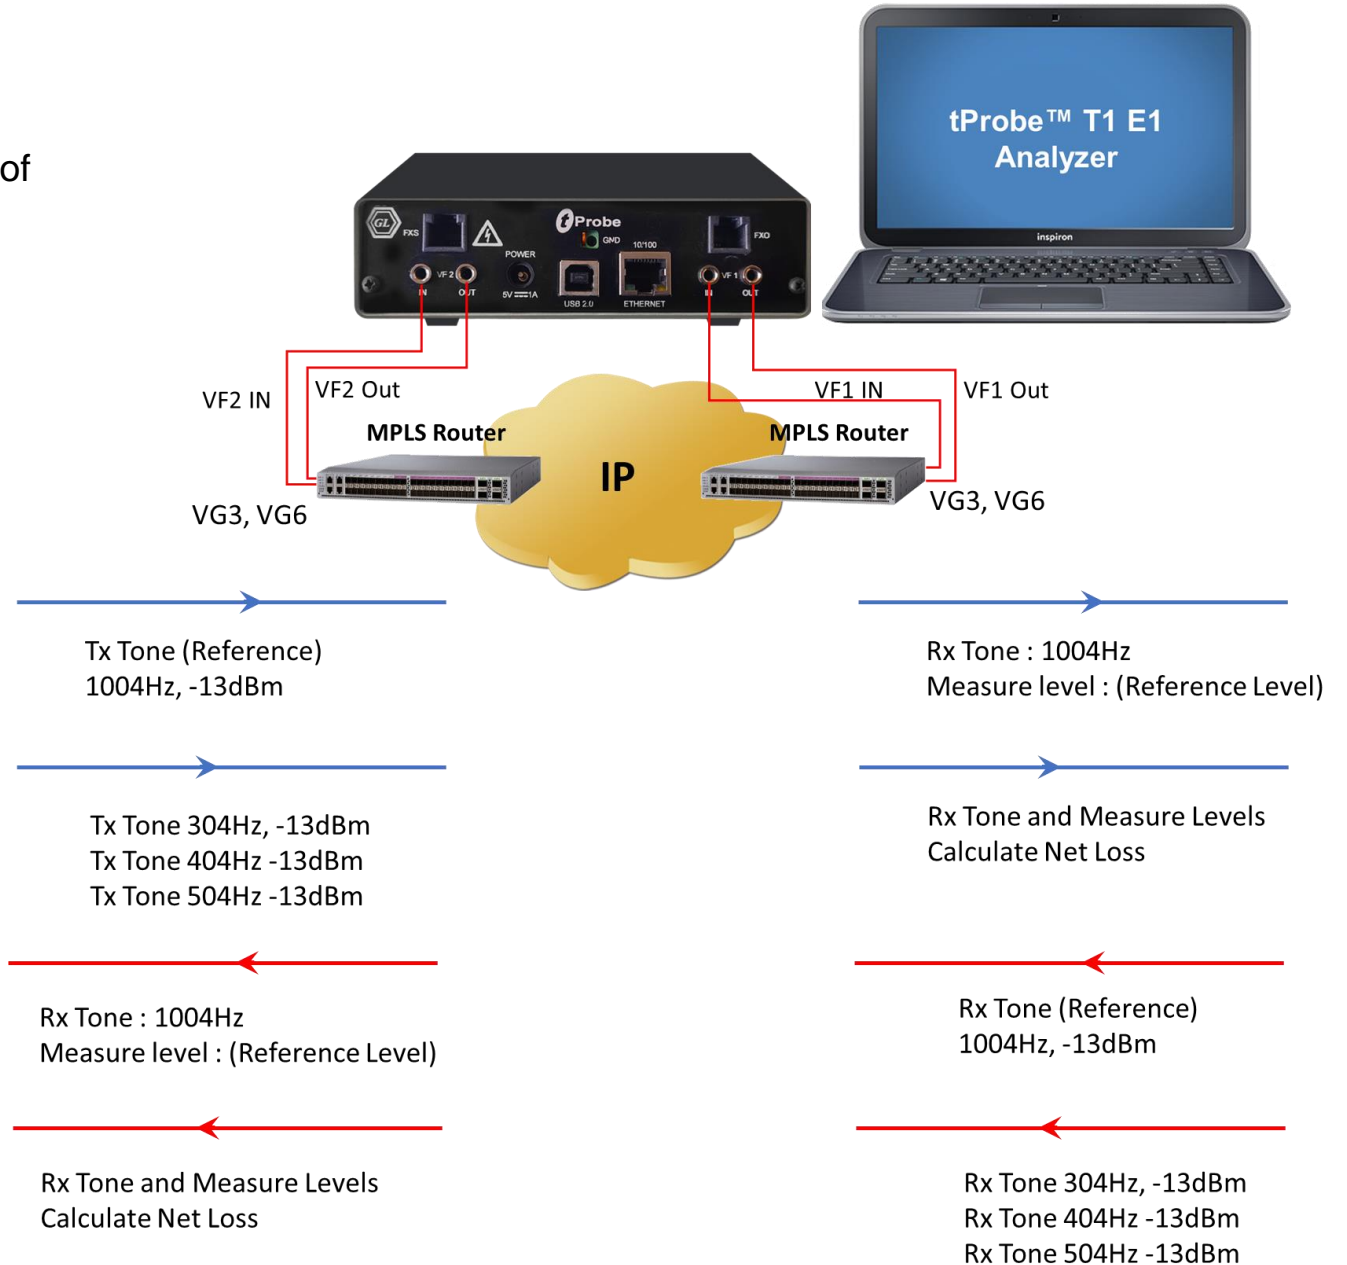 of
tProbe™ T1 E1
Analyzer
inspiron
GL
FXS
tProbe
GND
10/100
FXO
POWER
VF 2
VF 1
IN
OUT
5V 1A
USB 2.0
ETHERNET
IN
OUT
VF2 IN
VF2 Out
VF1 IN
VF1 Out
MPLS Router
MPLS Router
IP
VG3, VG6
VG3, VG6
Tx Tone (Reference)
1004Hz, -13dBm
Rx Tone : 1004Hz
Measure level : (Reference Level)
Tx Tone 304Hz, -13dBm
Tx Tone 404Hz -13dBm
Tx Tone 504Hz -13dBm
Rx Tone and Measure Levels
Calculate Net Loss
Rx Tone : 1004Hz
Measure level : (Reference Level)
Rx Tone (Reference)
1004Hz, -13dBm
Rx Tone and Measure Levels
Calculate Net Loss
Rx Tone 304Hz, -13dBm
Rx Tone 404Hz -13dBm
Rx Tone 504Hz -13dBm